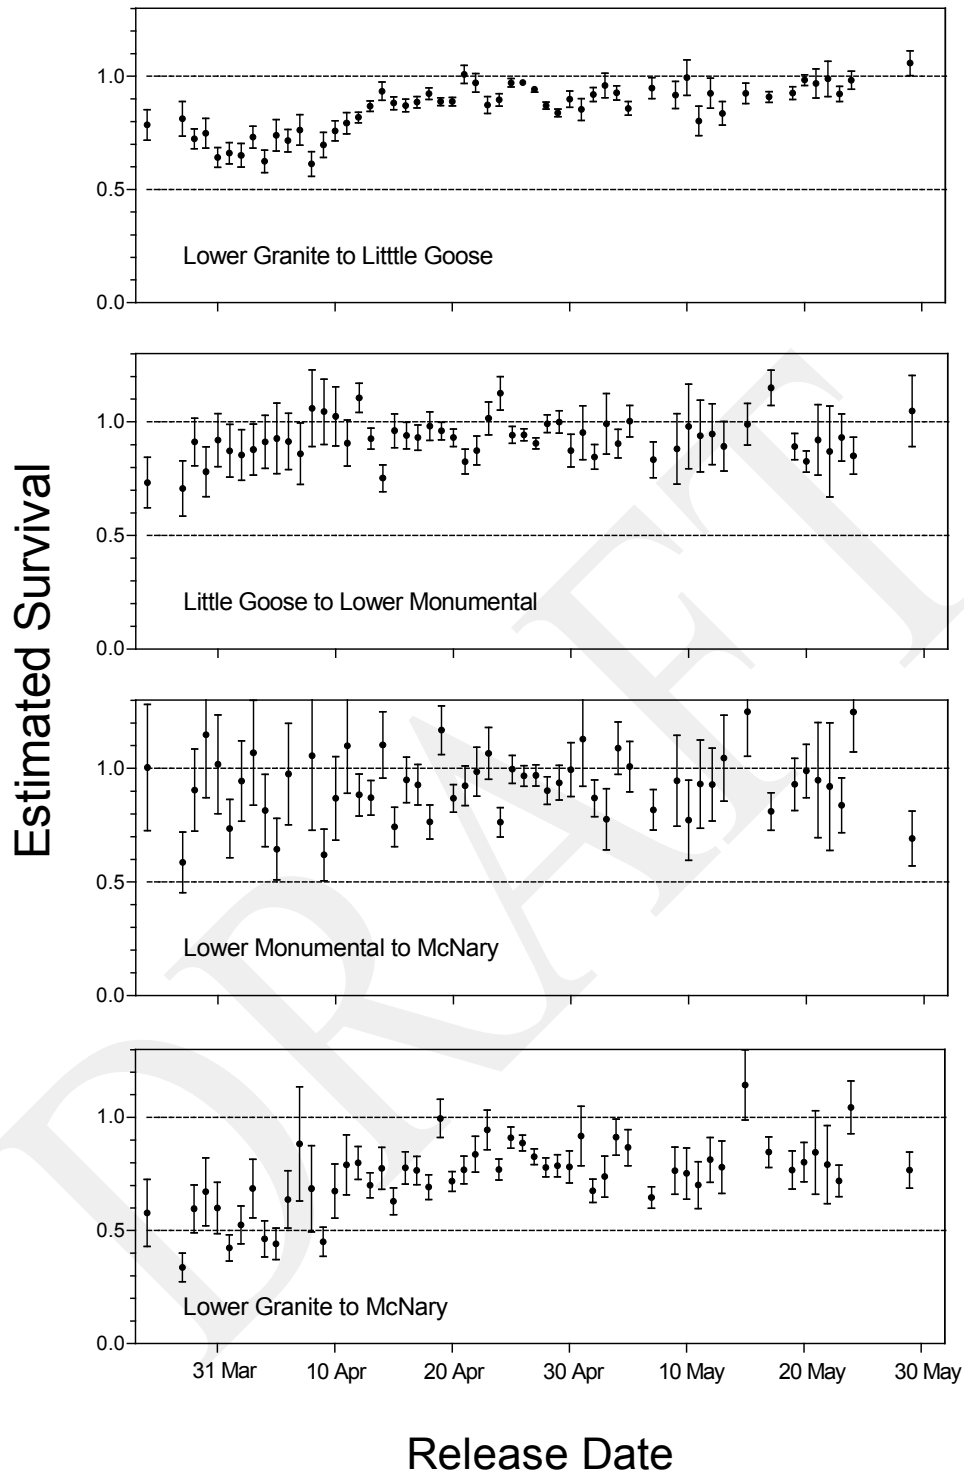 1.0
0.5
Lower Granite to Litttle Goose
1.0
1.0
0.5
Little Goose to Lower Monumental
0.0
1.0
0.5
Lower Monumental to McNary
0.0
1.0
0.5
Lower Granite to McNary
0.0
31 Mar 10 Apr 20 Apr 30 Apr 10 May 20 May 30 May
Release Date
Estimated Survival
DRAFT